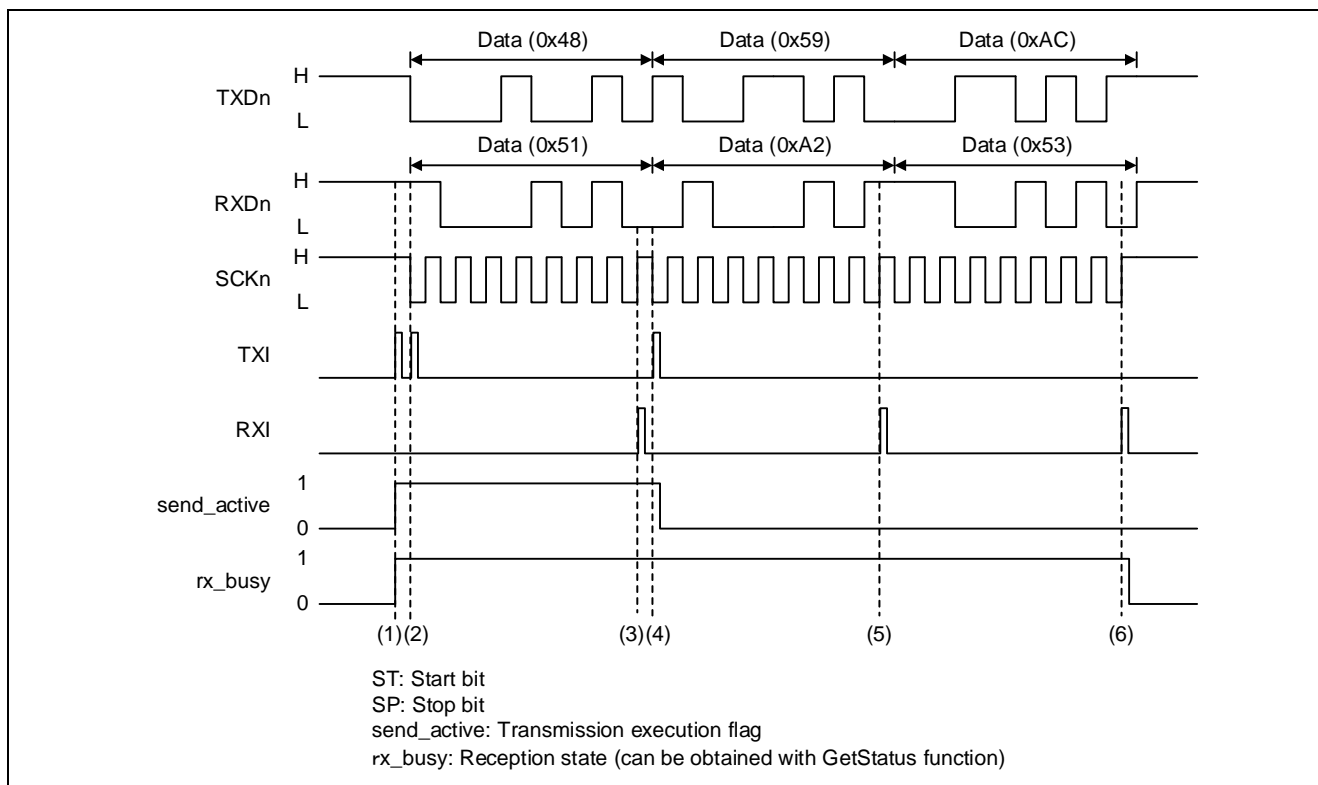 Data (0x48) Data (0x59) Data (0xAC)
H
TXDn
L
Data (0x51) Data (0xA2) Data (0x53)
H
RXDn
L
H
SCKn
L
TXI
RXI
1
send_active
0
1
rx_busy
0
(1) (2) (3) (4) (5) (6)
ST: Start bit
SP: Stop bit
send_active: Transmission execution flag
rx_busy: Reception state (can be obtained with GetStatus function)